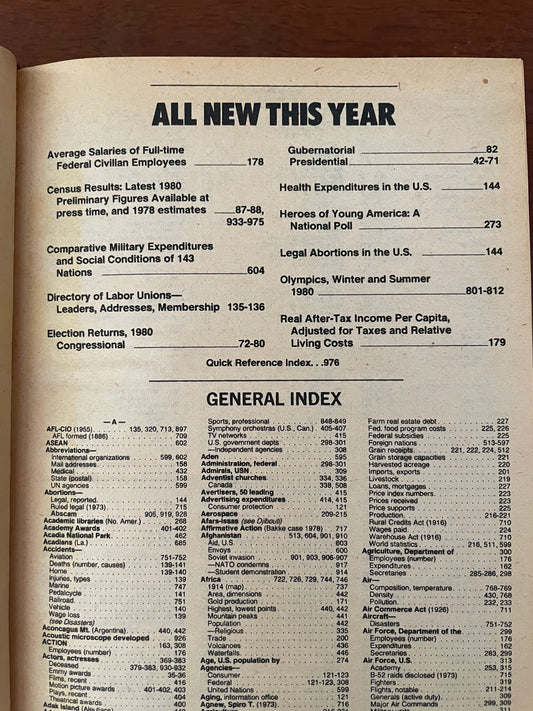 ALL NEW THIS YEAR
Average Salaries of Full-time
Federal Civilian Employees 178
Census Results: Latest 1980
Preliminary Figures Available at
press time, and 1978 estimates 87-88,
933-975
Comparative Military Expenditures
and Social Conditions of 143
Nations 604
Directory of Labor Unions—
Leaders, Addresses, Membership 135-136
Election Returns, 1980
Congressional 72-80
Gubernatorial 82
Presidential 42-71
Health Expenditures in the U.S. 144
Heroes of Young America: A
National Poll 273
Legal Abortions in the U.S. 144
Olympics, Winter and Summer
1980 801-812
Real After-Tax Income Per Capita,
Adjusted for Taxes and Relative
Living Costs 179
Quick Reference Index. . .976
GENERAL INDEX
— A —
AFL-CIO (1955) 135, 320, 713, 897
AFL formed (1886) 709
ASEAN 602
Abbreviations—
International organizations 599, 602
Mail addresses 156
Medical 432
State (postal) 158
UN agencies 599
Abortions—
Legal, reported 144
Ruled legal (1973) 715
Abscam 905, 919, 928
Academic libraries (No. Amer.) 288
Academy Awards 401-402
Acadia National Park 462
Acadians (La.) 685
Accidents—
Aviation 751-752
Deaths (number, causes) 139-141
Home 139-140
Injuries, types 139
Marine 747
Pedalcycle 141
Railroad 751
Vehicle 140
Wage loss 139
(see Disasters)
Aconcagua Mt. (Argentina) 440, 442
Acoustic microscope developed 926
ACTION 163, 308
Employees (number) 176
Actors, actresses 369-383
Deceased 379-383, 930-932
Emmy awards 35-36
Films, recent 416
Motion picture awards 401-402, 403
Plays, recent 404
Theatrical awards 400
Sports, professional 848-849
Symphony orchestras (U.S., Can.) 405-407
TV networks 415
U.S. government depts 298-301
—Independent agencies 308
Aden 595
Administration, federal 298-301
Admirals, USN 309
Adventist churches 334, 336
Canada 338, 508
Advertisers, 50 leading 415
Advertising expenditures 414, 415
Consumer protection 121
Aerospace 209-215
Afars-Issas (see Djibouti)
Affirmative Action (Bakke case 1978) 717
Afghanistan 513, 604, 901, 910
Aid, U.S. 603
Envoys 600
Soviet invasion 901, 903, 906-907
—NATO condemns 917
—Student demonstration 914
Africa 722, 726, 729, 744, 746
1914 (map) 737
Area, dimensions 442
Gold production 171
Highest, lowest points 440, 442
Mountain peaks 441
Population 442
—Religious 335
Trade 200
Volcanoes 436
Waterfalls 446
Age, U.S. population by 274
Agencies—
Consumer 121-123
Federal 121-123, 308
United Nations 599
Aging, information office 121
Agnew, Spiro T. (1973) 716
Farm real estate debt 227
Fed. food program costs 225, 226
Federal subsidies 225
Foreign nations 513-597
Grain receipts 221, 222, 224, 512
Grain storage capacities 221
Harvested acreage 220
Imports, exports 201
Livestock 219
Loans, mortgages 227
Price index numbers 223
Prices received 225
Price supports 225
Production 216-221
Rural Credits Act (1916) 710
Wages paid 224
Warehouse Act (1916) 710
World statistics 216, 511, 599
Agriculture, Department of 300
Employees (number) 176
Expenditures 162
Secretaries 285-286, 298
Air—
Composition, temperature 768-769
Density 430, 769
Pollution 232, 233
Air Commerce Act (1926) 711
Aircraft—
Disasters 751-752
Air Force, Department of the 299
Employees (number) 176
Expenditures 162
Secretaries 299
Air Force, U.S. 313
Academy 253, 315
B-52 raids disclosed (1973) 715
Fighters 319
Flights, notable 211-214
Generals (active duty) 309
Major Air Commands 299, 309